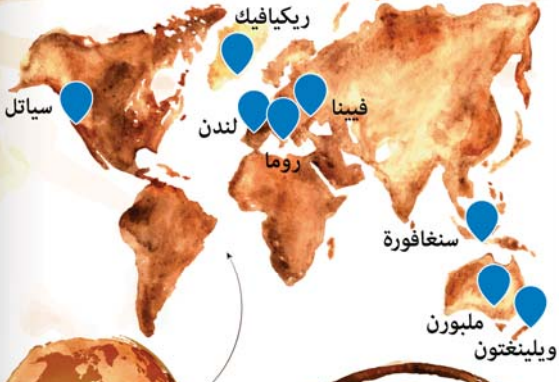 ريكيافيك
سياتل
لندن
فيينا
روما
سنغافورة
ملبورن
ويلينغتون